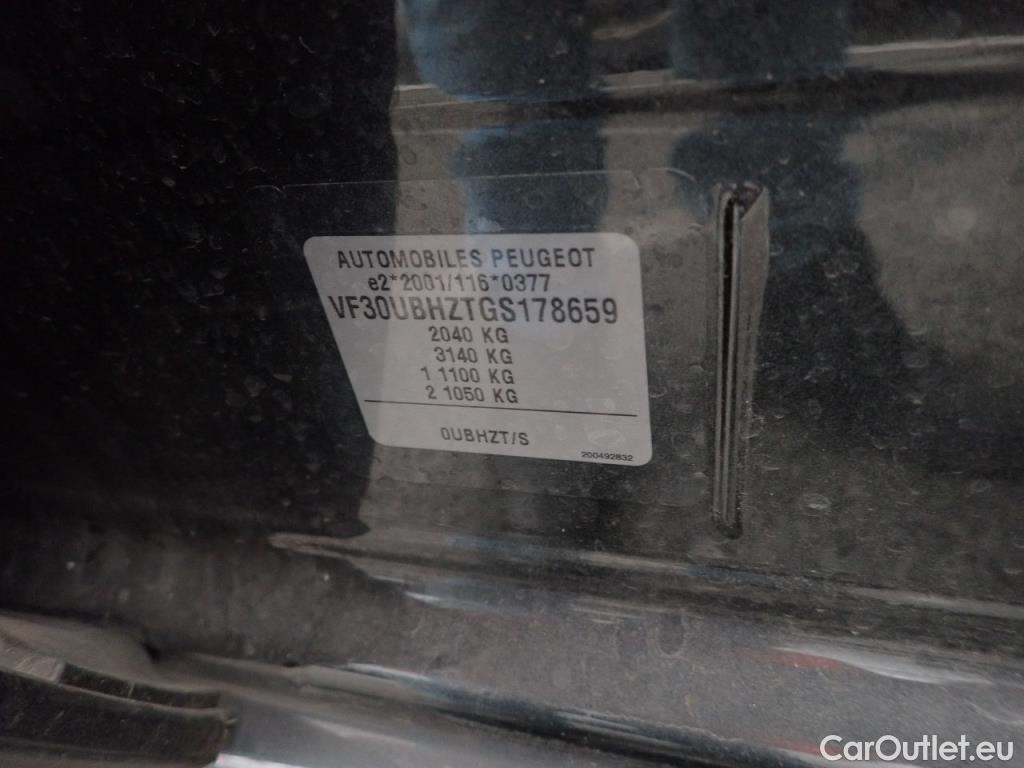 AUTOMOBILES PEUGEOT
e2*2001/116*0377
VF30UBHZTGS178659
2040 KG
3140 KG
1 1100 KG
2 1050 KG
0UBHZT/S
200492832
CarOutlet.eu